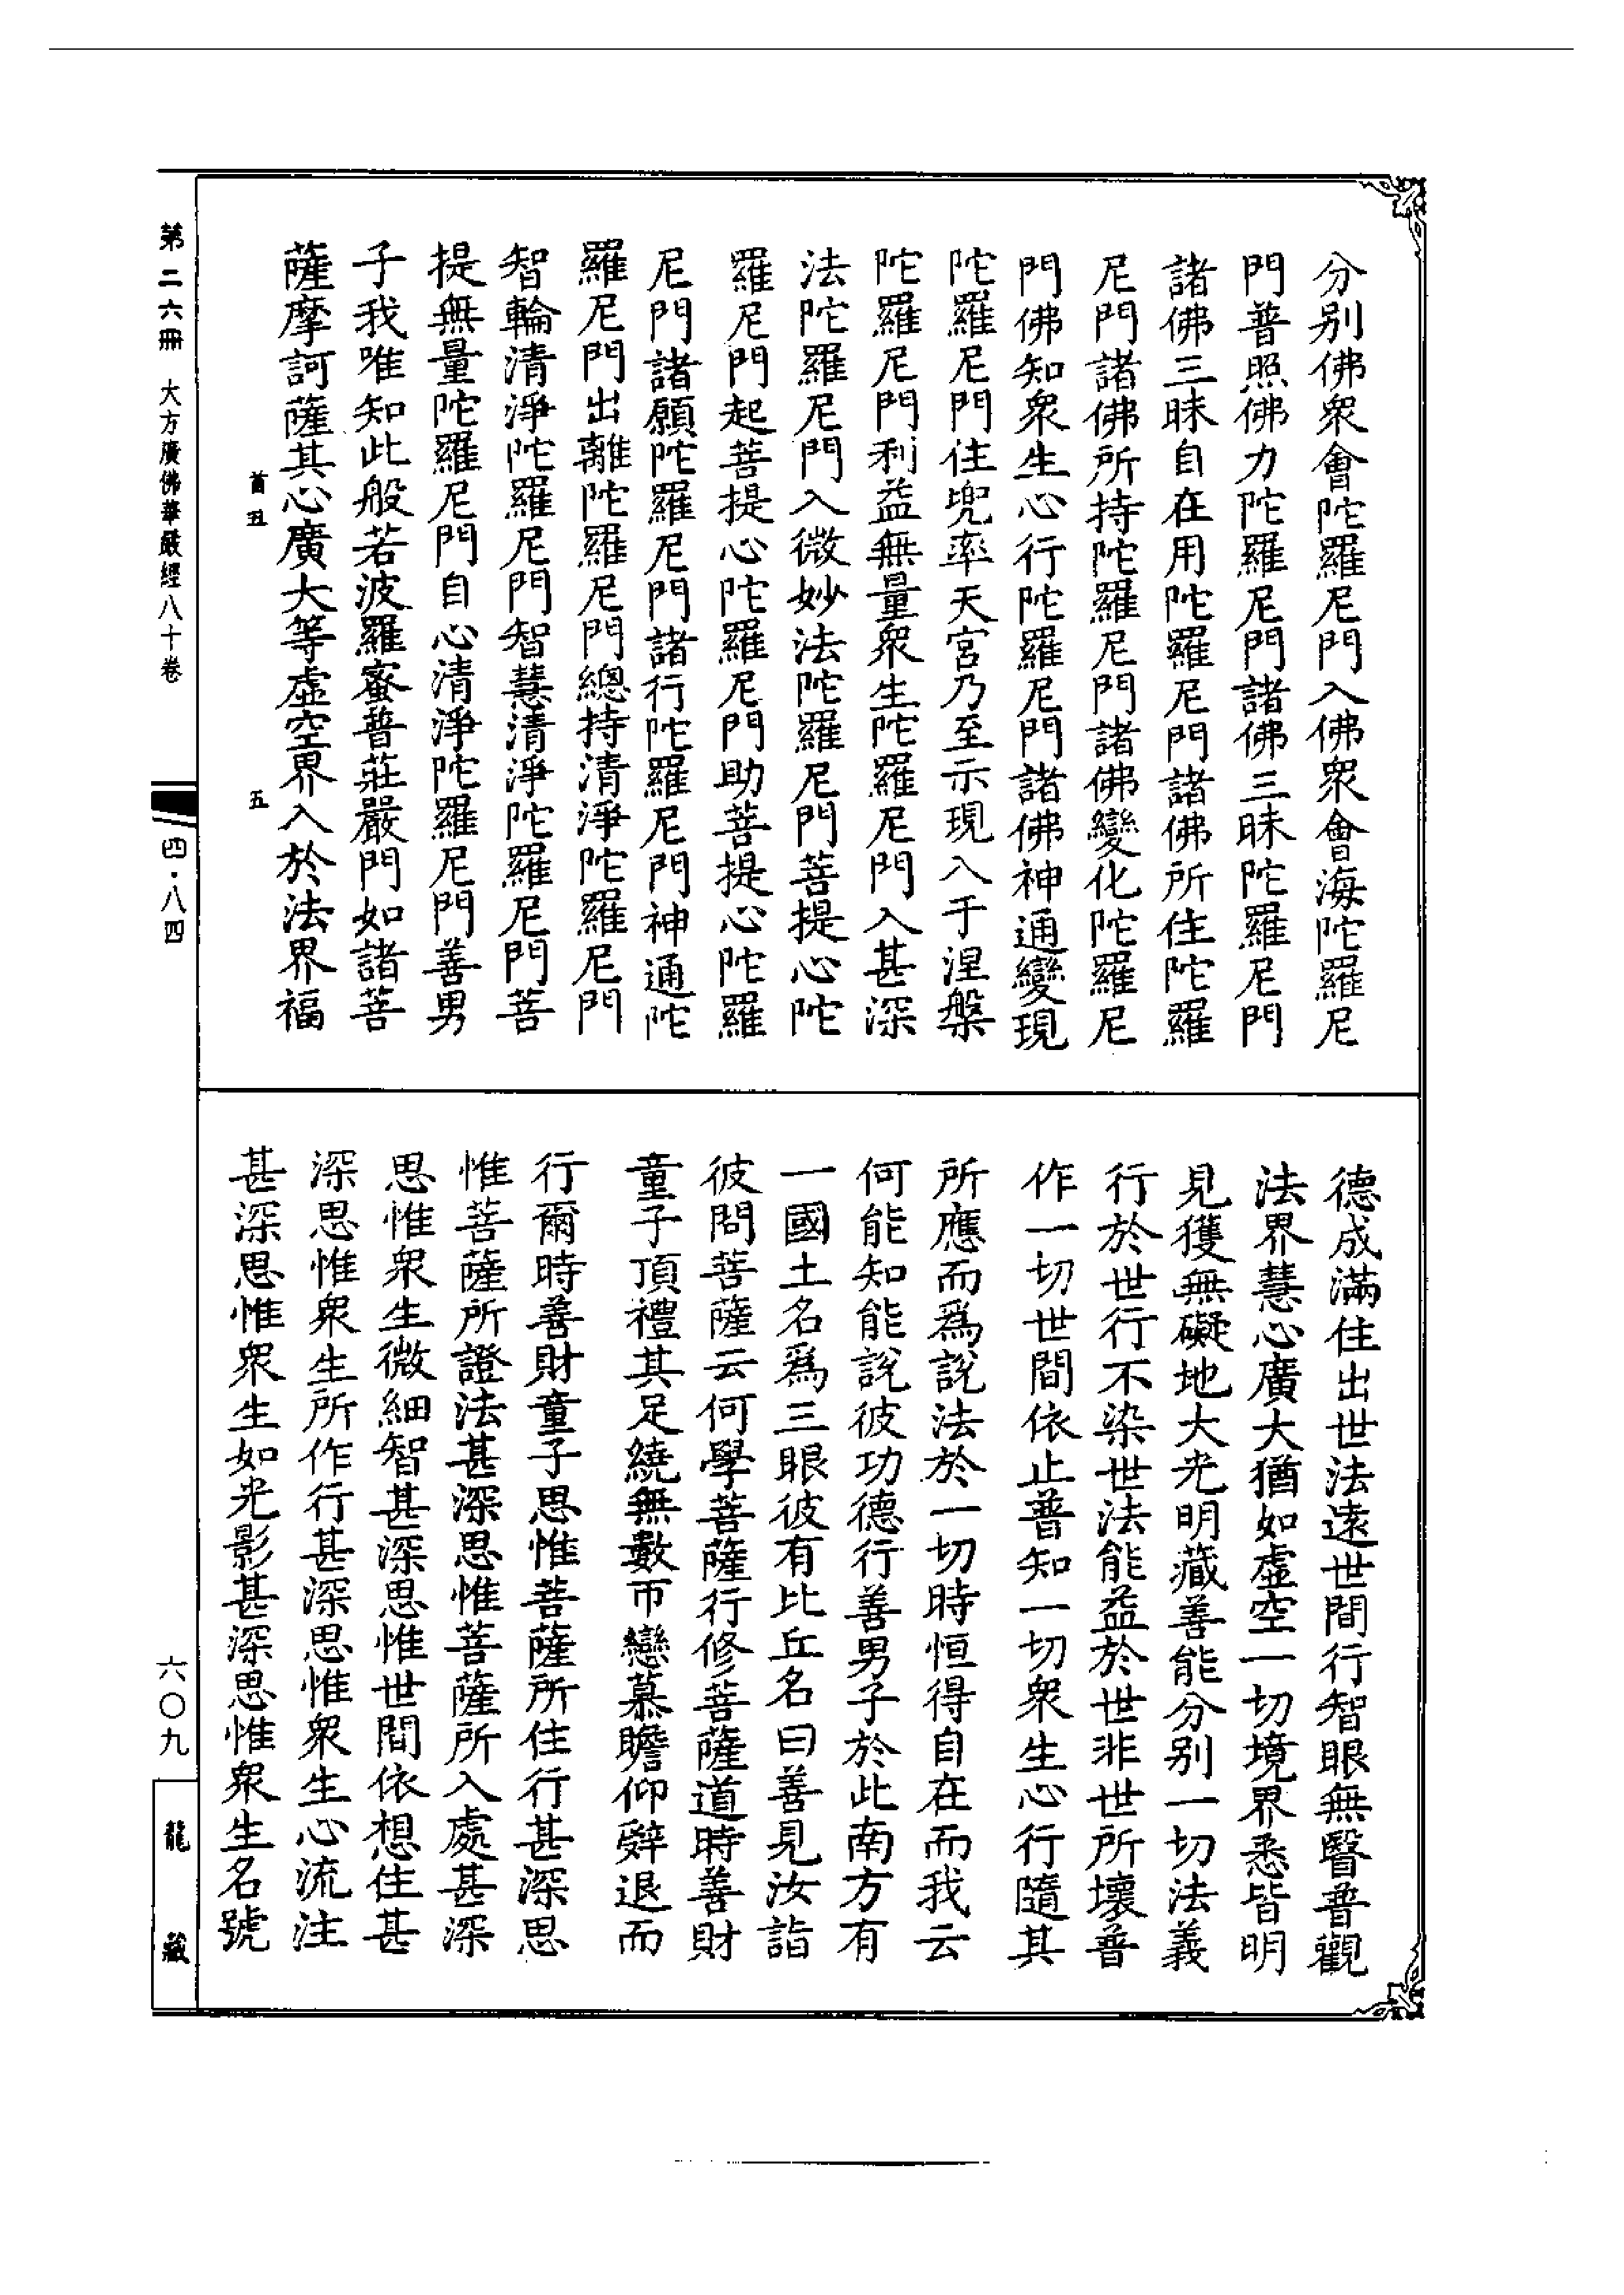 分别佛衆會陀羅尼門入佛衆會海陀羅尼
門普照佛力陀羅尼門諸佛三昧陀羅尼門
諸佛三昧自在用陀羅尼門諸佛所住陀羅
尼門諸佛所持陀羅尼門諸佛變化陀羅尼
門佛知衆生心行陀羅尼門諸佛神通變現
陀羅尼門住兜率天宮乃至示現入于涅槃
陀羅尼門利益無量衆生陀羅尼門入甚深
法陀羅尼門入微妙法陀羅尼門菩提心陀
羅尼門起菩提心陀羅尼門助菩提心陀羅
尼門諸願陀羅尼門諸行陀羅尼門神通陀
羅尼門出離陀羅尼門總持清淨陀羅尼門
智輪清淨陀羅尼門智慧清淨陀羅尼門菩
提無量陀羅尼門自心清淨陀羅尼門善男
子我唯知此般若波羅蜜普莊嚴門如諸菩
薩摩訶薩其心廣大等虛空界入於法界福
首丑 五
德成滿住出世法遠世間行智眼無瞖普觀
法界慧心廣大猶如虛空一切境界悉皆明
見獲無礙地大光明藏善能分别一切法義
行於世行不染世法能益於世非世所壞普
作一切世間依止普知一切衆生心行隨其
所應而爲說法於一切時恒得自在而我云
何能知能說彼功德行善男子於此南方有
一國土名爲三眼彼有比丘名曰善見汝詣
彼問菩薩云何學菩薩行修菩薩道時善財
童子頂禮其足繞無數帀戀慕瞻仰辭退而
行爾時善財童子思惟菩薩所住行甚深思
惟菩薩所證法甚深思惟菩薩所入處甚深
思惟衆生微細智甚深思惟世間依想住甚
深思惟衆生所作行甚深思惟衆生心流注
甚深思惟衆生如光影甚深思惟衆生名號
第二六冊 大方廣佛華嚴經八十卷
四·八四
六〇九
龍藏